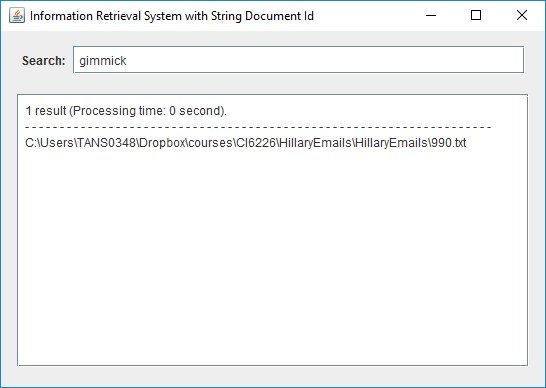 Information Retrieval System with String Document Id
Search: gimmick
1 result (Processing time: 0 second).
- - - - - - - - - - - - - - - - - - - - - - - - - - - - - - - - - - - - - - - - - - - - - - - - - - - - - - - - - - - - - - - - - -
C:\Users\TANS0348\Dropbox\courses\CI6226\HillaryEmails\HillaryEmails\990.txt